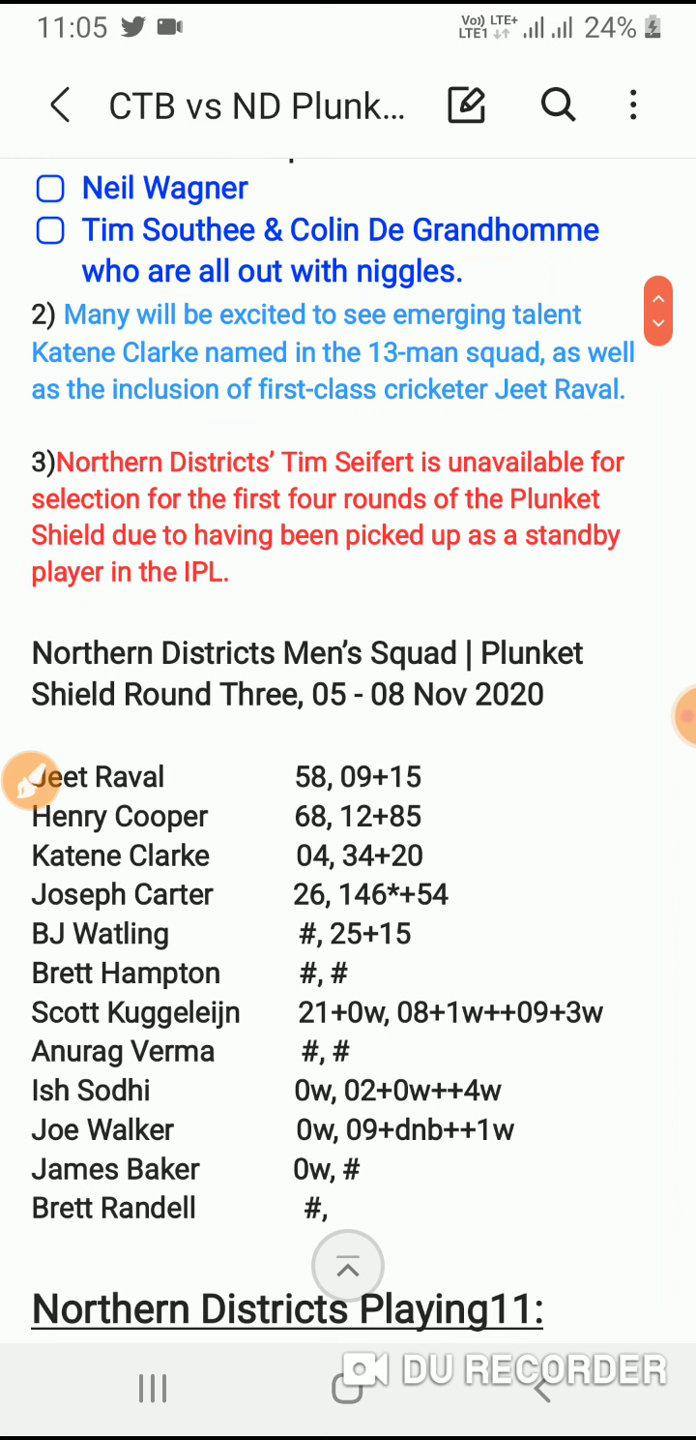 11:05
Vo)) LTE+
LTE1 24%
CTB vs ND Plunk...
Neil Wagner
Tim Southee & Colin De Grandhomme
who are all out with niggles.
2) Many will be excited to see emerging talent
Katene Clarke named in the 13-man squad, as well
as the inclusion of first-class cricketer Jeet Raval.
3)Northern Districts’ Tim Seifert is unavailable for
selection for the first four rounds of the Plunket
Shield due to having been picked up as a standby
player in the IPL.
Northern Districts Men’s Squad | Plunket
Shield Round Three, 05 - 08 Nov 2020
Jeet Raval 58, 09+15
Henry Cooper 68, 12+85
Katene Clarke 04, 34+20
Joseph Carter 26, 146*+54
BJ Watling #, 25+15
Brett Hampton #, #
Scott Kuggeleijn 21+0w, 08+1w++09+3w
Anurag Verma #, #
Ish Sodhi 0w, 02+0w++4w
Joe Walker 0w, 09+dnb++1w
James Baker 0w, #
Brett Randell #,
Northern Districts Playing11:
DU RECORDER